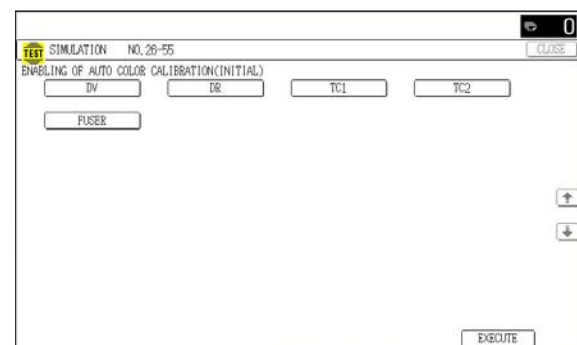 0
TEST SIMULATION NO.26-55 CLOSE
ENABLING OF AUTO COLOR CALIBRATION(INITIAL)
DV DR TC1 TC2
FUSER
EXECUTE